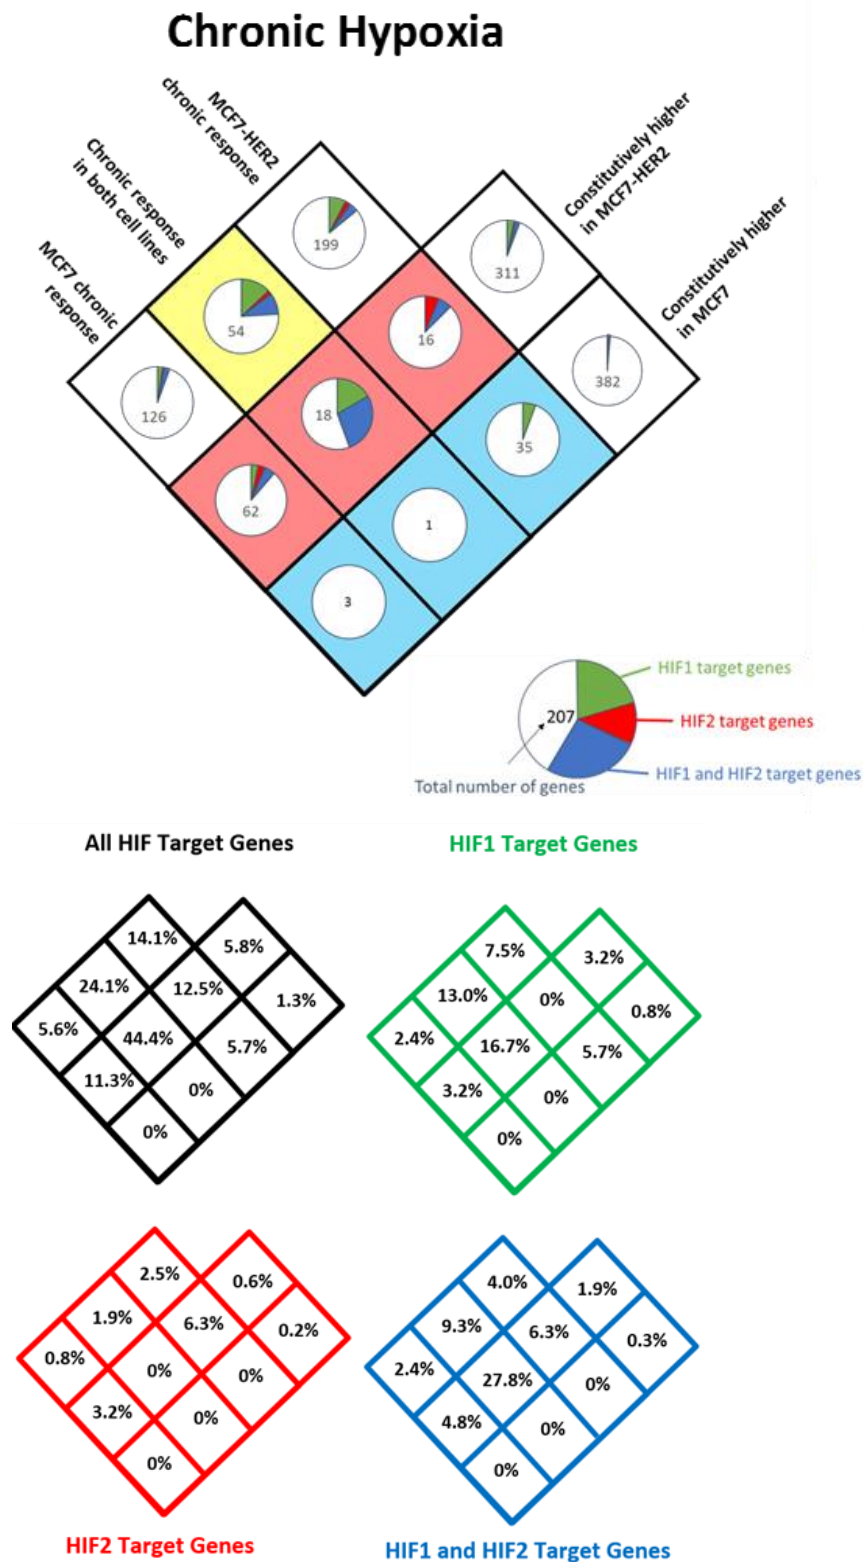 Chronic Hypoxia
MCF7-HER2
chronic response
Chronic response
in both cell lines
MCF7 chronic
response
Constitutively higher
in MCF7-HER2
Constitutively higher
in MCF7
199
311
54
16
382
126
18
35
62
1
3
207
HIF1 target genes
HIF2 target genes
HIF1 and HIF2 target genes
Total number of genes
All HIF Target Genes
14.1%
5.8%
24.1%
12.5%
1.3%
5.6%
44.4%
5.7%
11.3%
0%
0%
HIF1 Target Genes
7.5%
3.2%
13.0%
0%
0.8%
2.4%
16.7%
5.7%
3.2%
0%
0%
2.5%
0.6%
1.9%
6.3%
0.2%
0.8%
0%
0%
3.2%
0%
0%
HIF2 Target Genes
4.0%
1.9%
9.3%
6.3%
0.3%
2.4%
27.8%
0%
4.8%
0%
0%
HIF1 and HIF2 Target Genes